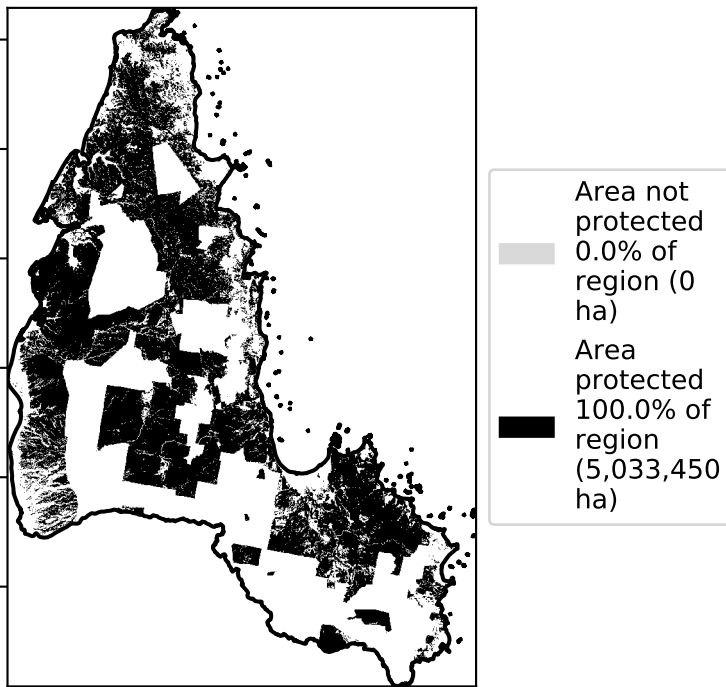 Area not
protected
0.0% of
region (0
ha)
Area
protected
100.0% of
region
(5,033,450
ha)